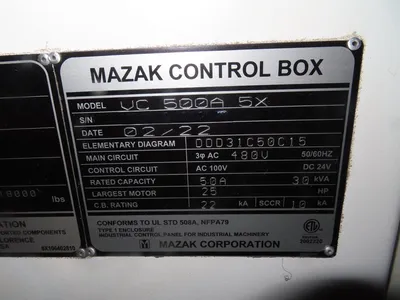 MAZAK CONTROL BOX
MODEL VC 500A 5X
S/N
DATE 02/22
ELEMENTARY DIAGRAM DDD31C50C15
MAIN CIRCUIT 3φ AC 480V 50/60HZ
CONTROL CIRCUIT AC 100V DC 24V
RATED CAPACITY 50A 30 kVA
LARGEST MOTOR 25 HP
C.B. RATING 22 kA SCCR 18 kA
CONFORMS TO UL STD 508A, NFPA79
TYPE 1 ENCLOSURE
INDUSTRIAL CONTROL PANEL FOR INDUSTRIAL MACHINERY
MAZAK CORPORATION
lbs
ATION
FLORENCE